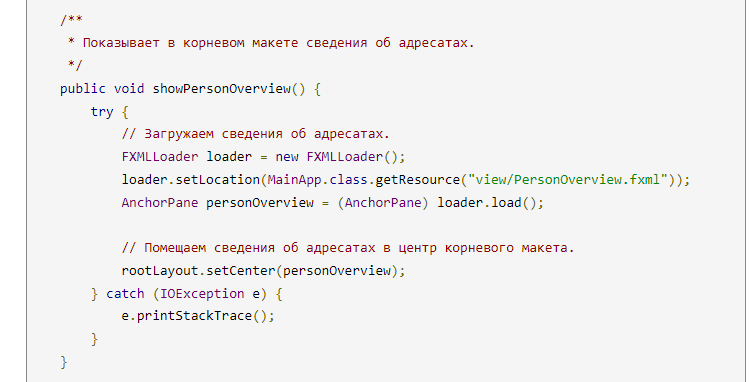 /**
 * Показывает в корневом макете сведения об адресатах.
 */
public void showPersonOverview() {
    try {
        // Загружаем сведения об адресатах.
        FXMLLoader loader = new FXMLLoader();
        loader.setLocation(MainApp.class.getResource("view/PersonOverview.fxml"));
        AnchorPane personOverview = (AnchorPane) loader.load();

        // Помещаем сведения об адресатах в центр корневого макета.
        rootLayout.setCenter(personOverview);
    } catch (IOException e) {
        e.printStackTrace();
    }
}